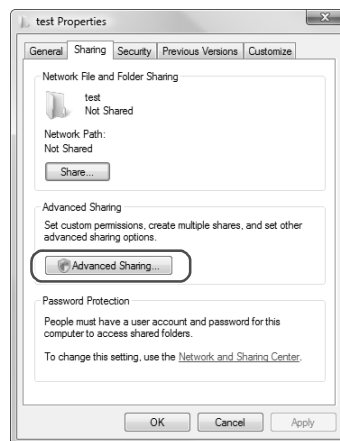 test Properties
General Sharing Security Previous Versions Customize
Network File and Folder Sharing
test
Not Shared
Network Path:
Not Shared
Share...
Advanced Sharing
Set custom permissions, create multiple shares, and set other
advanced sharing options.
Advanced Sharing...
Password Protection
People must have a user account and password for this
computer to access shared folders.
To change this setting, use the Network and Sharing Center.
OK Cancel Apply